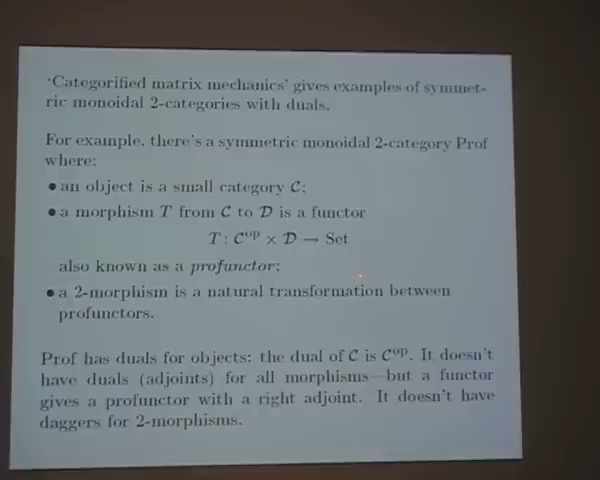 'Categorified matrix mechanics' gives examples of symmet-
ric monoidal 2-categories with duals.
For example, there's a symmetric monoidal 2-category Prof
where:
• an object is a small category 𝒞;
• a morphism T from 𝒞 to 𝒟 is a functor
T : 𝒞ᵒᵖ × 𝒟 → Set
also known as a profunctor;
• a 2-morphism is a natural transformation between
profunctors.
Prof has duals for objects: the dual of 𝒞 is 𝒞ᵒᵖ. It doesn't
have duals (adjoints) for all morphisms—but a functor
gives a profunctor with a right adjoint. It doesn't have
daggers for 2-morphisms.